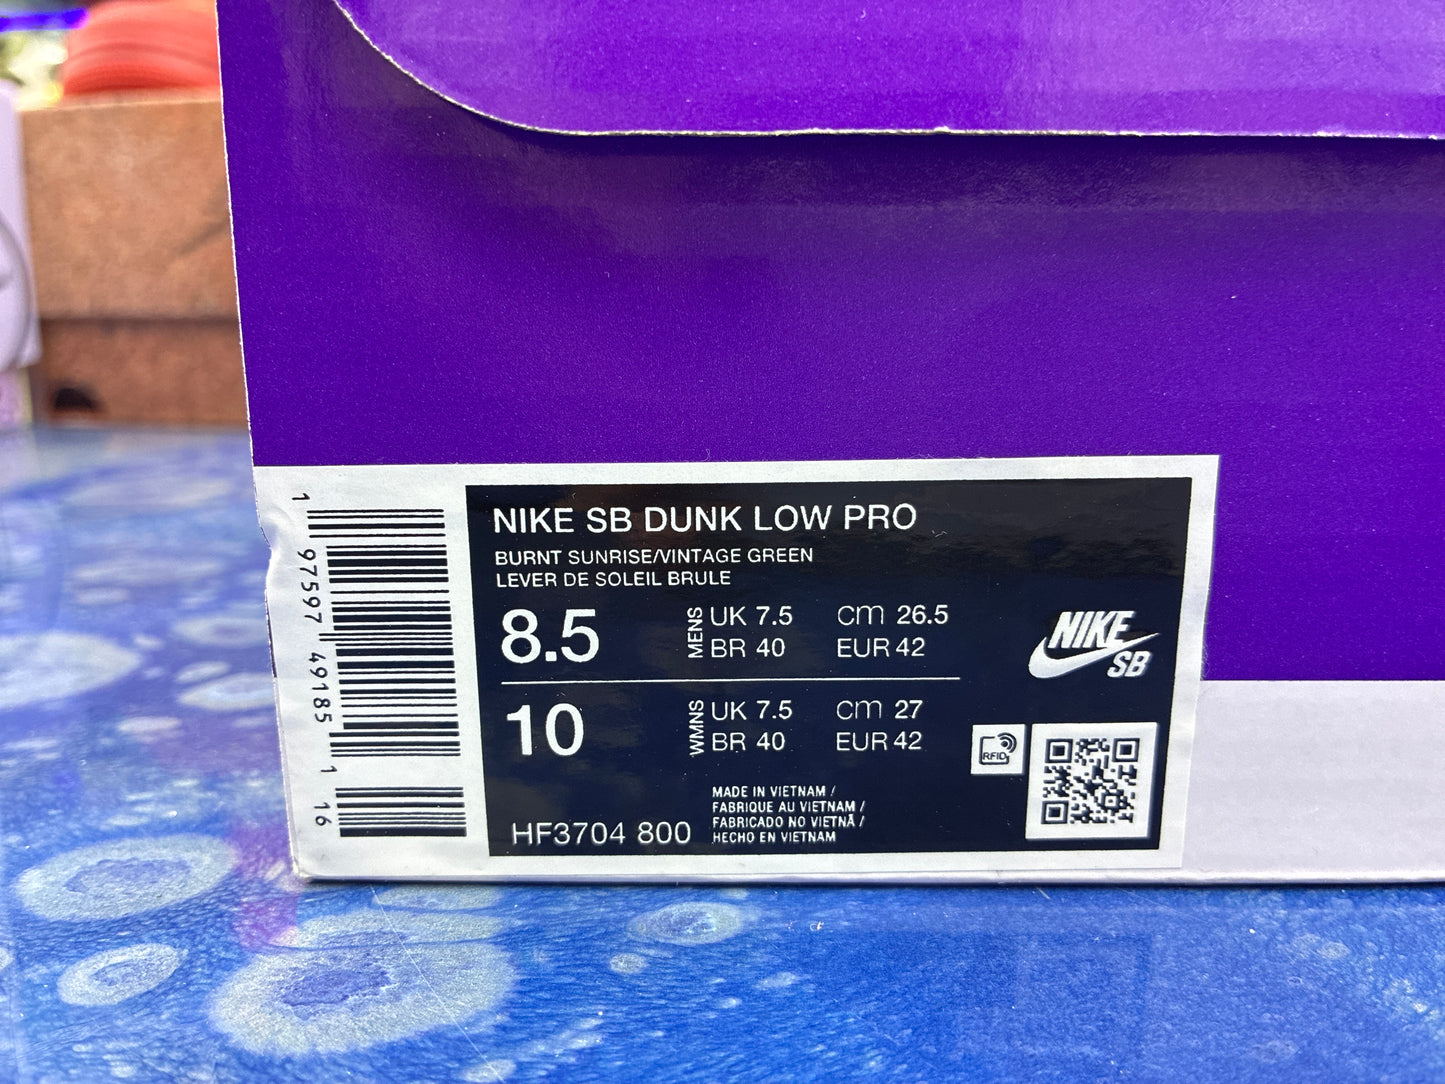 NIKE SB DUNK LOW PRO
BURNT SUNRISE/VINTAGE GREEN
LEVER DE SOLEIL BRULE
8.5 MENS UK 7.5 CM 26.5
BR 40 EUR 42
10 WMNS UK 7.5 CM 27
BR 40 EUR 42
MADE IN VIETNAM /
FABRIQUE AU VIETNAM /
FABRICADO NO VIETNÃ /
HECHO EN VIETNAM
HF3704 800
NIKE
SB
RFID
1 97597 49185 1 16